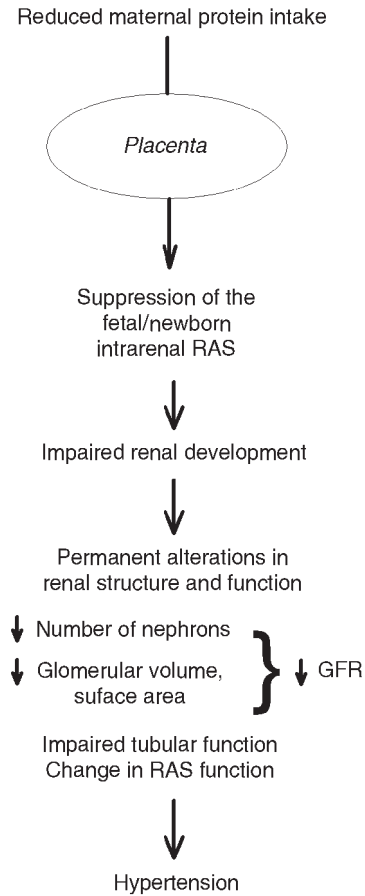 Reduced maternal protein intake
Placenta
Suppression of the
fetal/newborn
intrarenal RAS
Impaired renal development
Permanent alterations in
renal structure and function
Number of nephrons
Glomerular volume,
suface area
GFR
Impaired tubular function
Change in RAS function
Hypertension